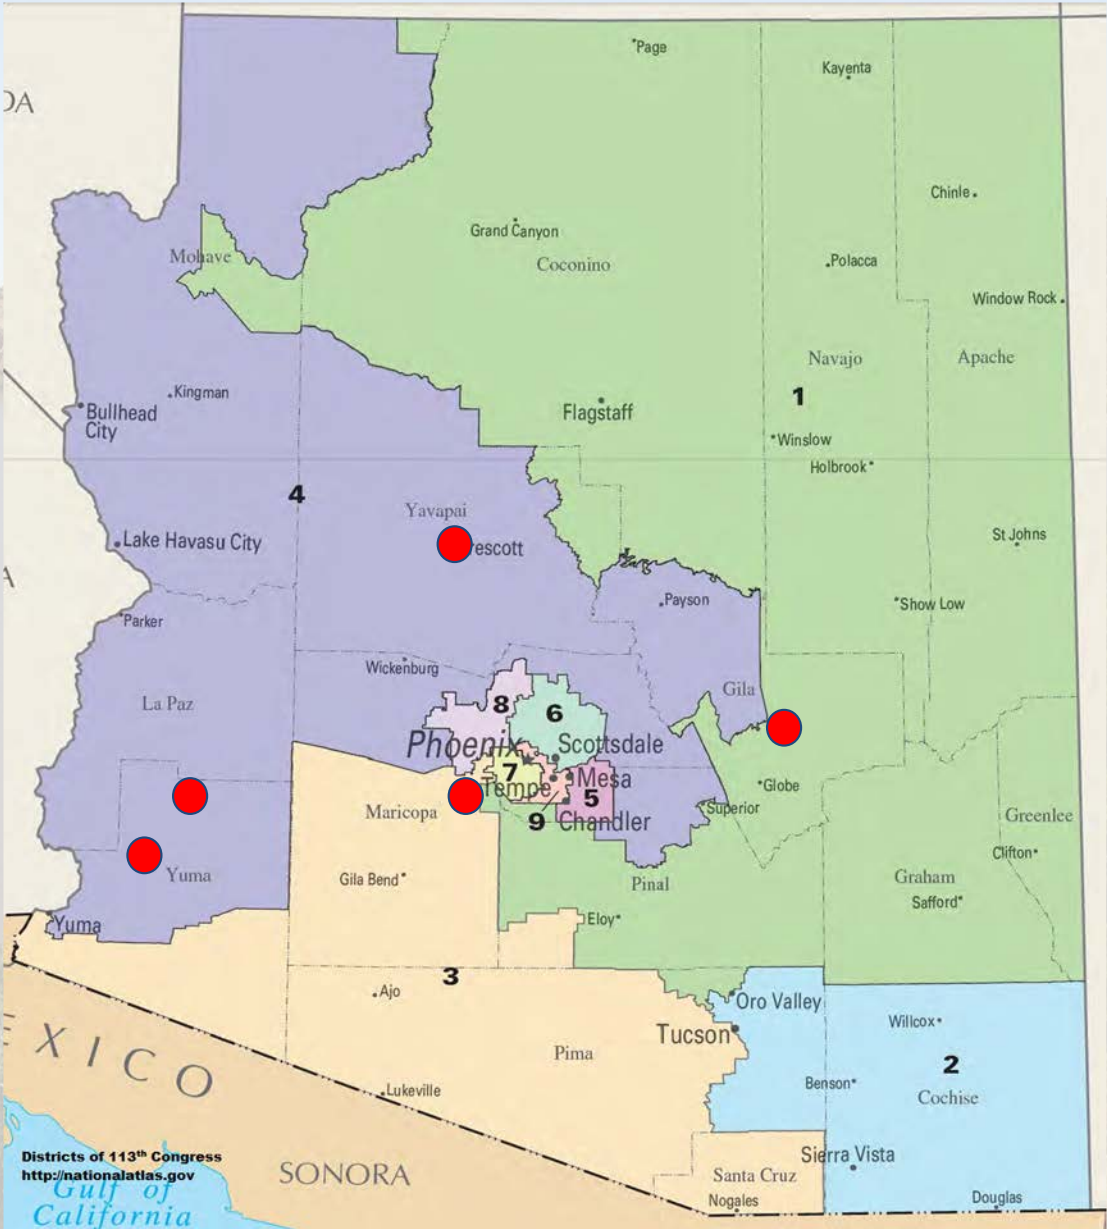 DA
Page
Kayenta
Chinle
Grand Canyon
Mohave
Coconino
Polacca
Window Rock
Navajo
Apache
Kingman
1
Bullhead
City
Flagstaff
Winslow
Holbrook
4
Yavapai
Lake Havasu City
rescott
St Johns
A
Payson
Show Low
Parker
Wickenburg
La Paz
Gila
8
6
Phoenix
Scottsdale
7
Mesa
Tempe
Globe
5
Maricopa
Superior
Greenlee
9
Chandler
Clifton
Yuma
Gila Bend
Pinal
Graham
Safford
Yuma
Eloy
3
Ajo
Oro Valley
Tucson
Willcox
EXICO
Pima
2
Benson
Cochise
Lukeville
Districts of 113th Congress
http://nationalatlas.gov
SONORA
Sierra Vista
Santa Cruz
Gulf of
California
Nogales
Douglas